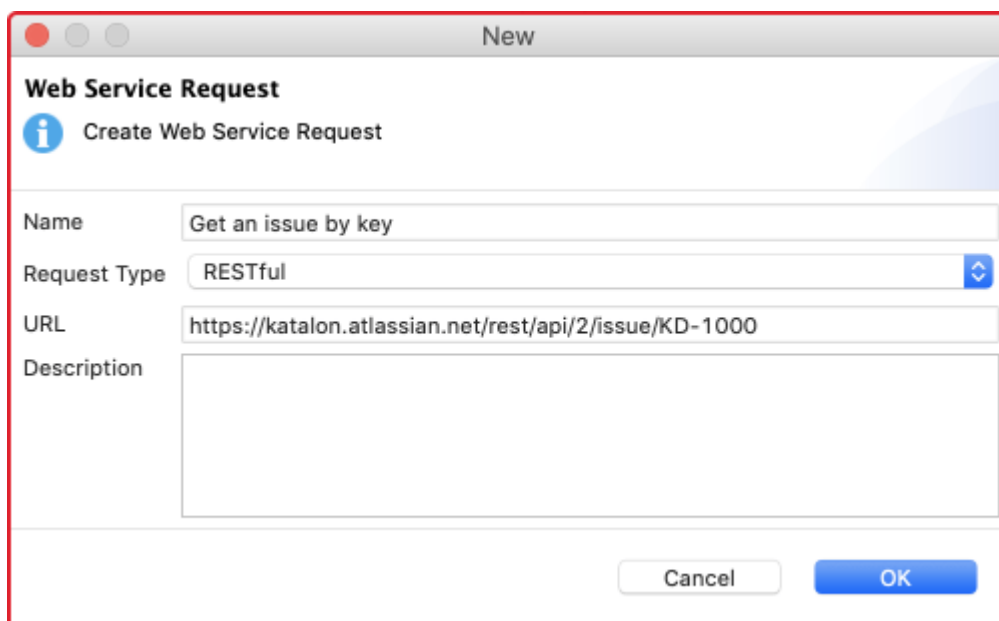 New
Web Service Request
Create Web Service Request
Name Get an issue by key
Request Type RESTful
URL https://katalon.atlassian.net/rest/api/2/issue/KD-1000
Description
Cancel OK